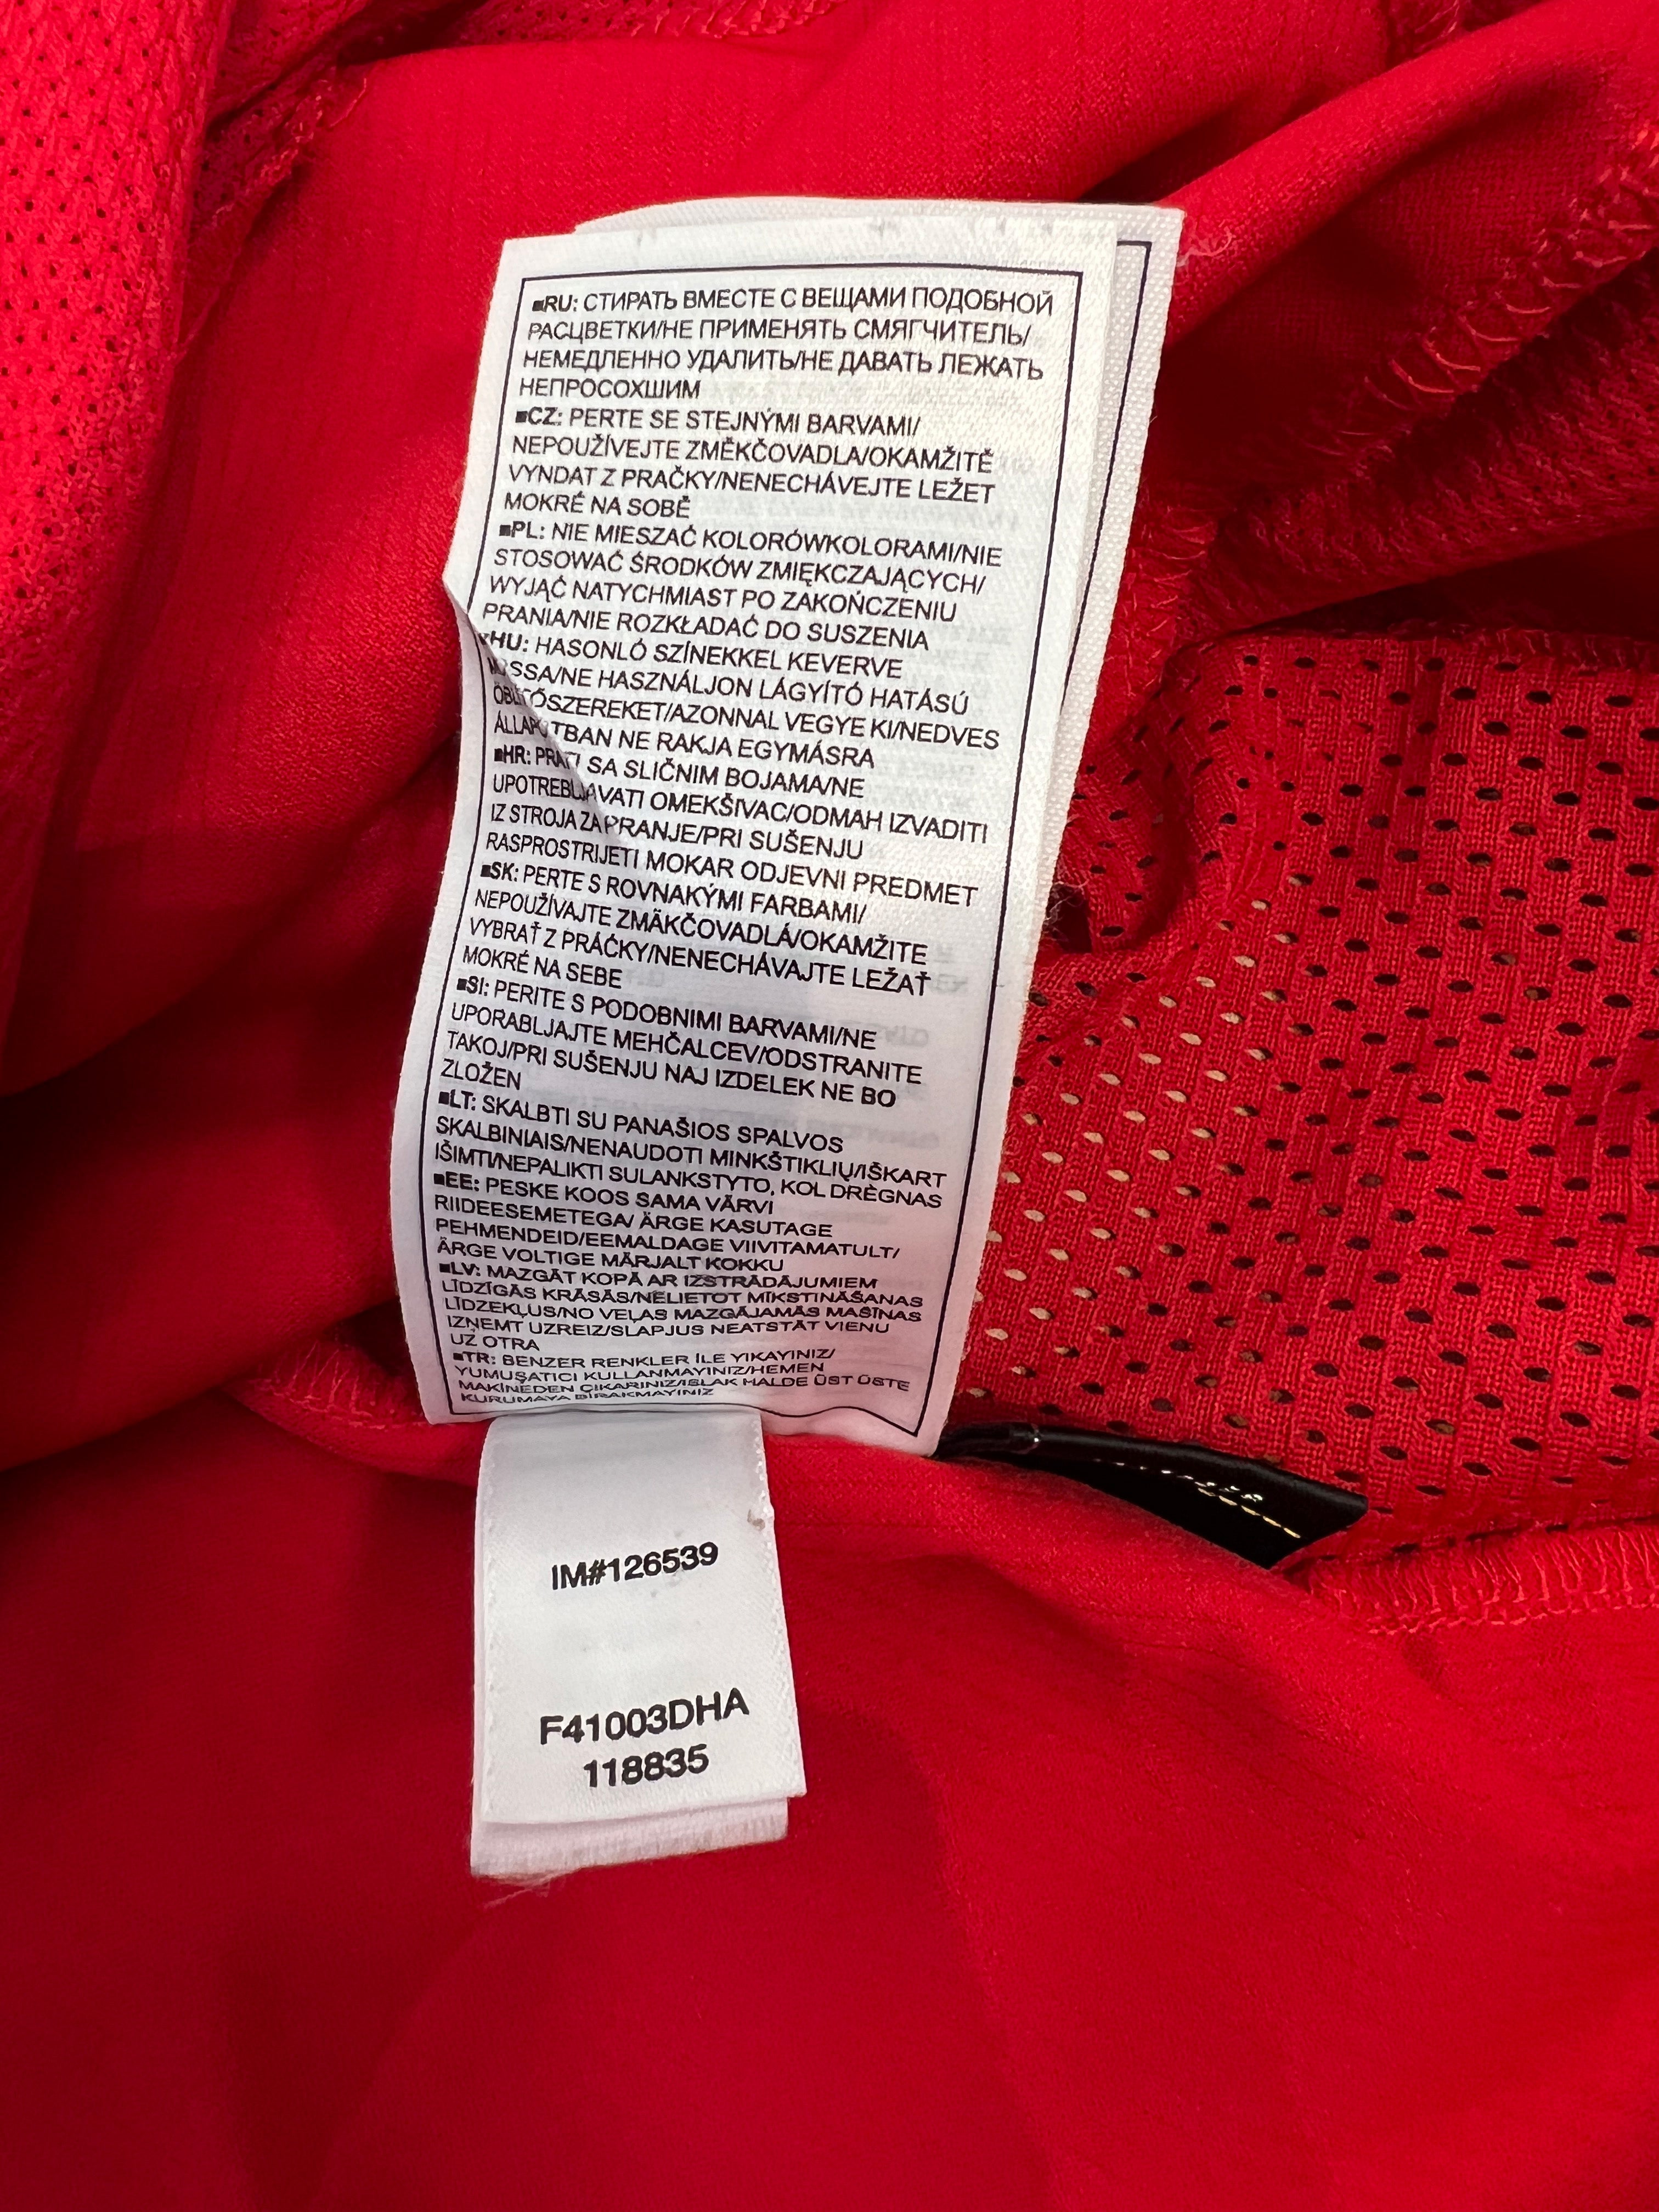 ■RU: СТИРАТЬ ВМЕСТЕ С ВЕЩАМИ ПОДОБНОЙ
РАСЦВЕТКИ/НЕ ПРИМЕНЯТЬ СМЯГЧИТЕЛЬ/
НЕМЕДЛЕННО УДАЛИТЬ/НЕ ДАВАТЬ ЛЕЖАТЬ
НЕПРОСОХШИМ
■CZ: PERTE SE STEJNÝMI BARVAMI/
NEPOUŽÍVEJTE ZMĚKČOVADLA/OKAMŽITĚ
VYNDAT Z PRAČKY/NENECHÁVEJTE LEŽET
MOKRÉ NA SOBĚ
■PL: NIE MIESZAĆ KOLORÓWKOLORAMI/NIE
STOSOWAĆ ŚRODKÓW ZMIĘKCZAJĄCYCH/
WYJĄĆ NATYCHMIAST PO ZAKOŃCZENIU
PRANIA/NIE ROZKŁADAĆ DO SUSZENIA
■HU: HASONLÓ SZÍNEKKEL KEVERVE
NE HASZNÁLJON LÁGYÍTÓ HATÁSÚ
AZONNAL VEGYE KI/NEDVES
NE RAKJA EGYMÁSRA
■HR: PRATI SA SLIČNIM BOJAMA/NE
UPOTREBLJAVATI OMEKŠIVAC/ODMAH IZVADITI
IZ STROJA ZA PRANJE/PRI SUŠENJU
RASPROSTRIJETI MOKAR ODJEVNI PREDMET
■SK: PERTE S ROVNAKÝMI FARBAMI/
NEPOUŽÍVAJTE ZMÄKČOVADLÁ/OKAMŽITE
VYBRAŤ Z PRÁČKY/NENECHÁVAJTE LEŽAŤ
MOKRÉ NA SEBE
■SI: PERITE S PODOBNIMI BARVAMI/NE
UPORABLJAJTE MEHČALCEV/ODSTRANITE
TAKOJ/PRI SUŠENJU NAJ IZDELEK NE BO
ZLOŽEN
■LT: SKALBTI SU PANAŠIOS SPALVOS
SKALBINIAIS/NENAUDOTI MINKŠTIKLIŲ/IŠKART
IŠIMTI/NEPALIKTI SULANKSTYTO, KOL DRĖGNAS
■EE: PESKE KOOS SAMA VÄRVI
RIIDEESEMETEGA/ ÄRGE KASUTAGE
PEHMENDEID/EEMALDAGE VIIVITAMATULT/
ÄRGE VOLTIGE MÄRJALT KOKKU
■LV: MAZGĀT KOPĀ AR IZSTRĀDĀJUMIEM
LĪDZĪGĀS KRĀSĀS/NELIETOT MĪKSTINĀŠANAS
LĪDZEKĻUS/NO VEĻAS MAZGĀJAMĀS MAŠĪNAS
IZŅEMT UZREIZ/SLAPJUS NEATSTĀT VIENU
UZ OTRA
■TR: BENZER RENKLER İLE YIKAYINIZ/
YUMUŞATICI KULLANMAYINIZ/HEMEN
MAKİNEDEN ÇIKARINIZ/ISLAK HALDE ÜST ÜSTE
KURUMAYA BIRAKMAYINIZ
IM#126539
F41003DHA
118835